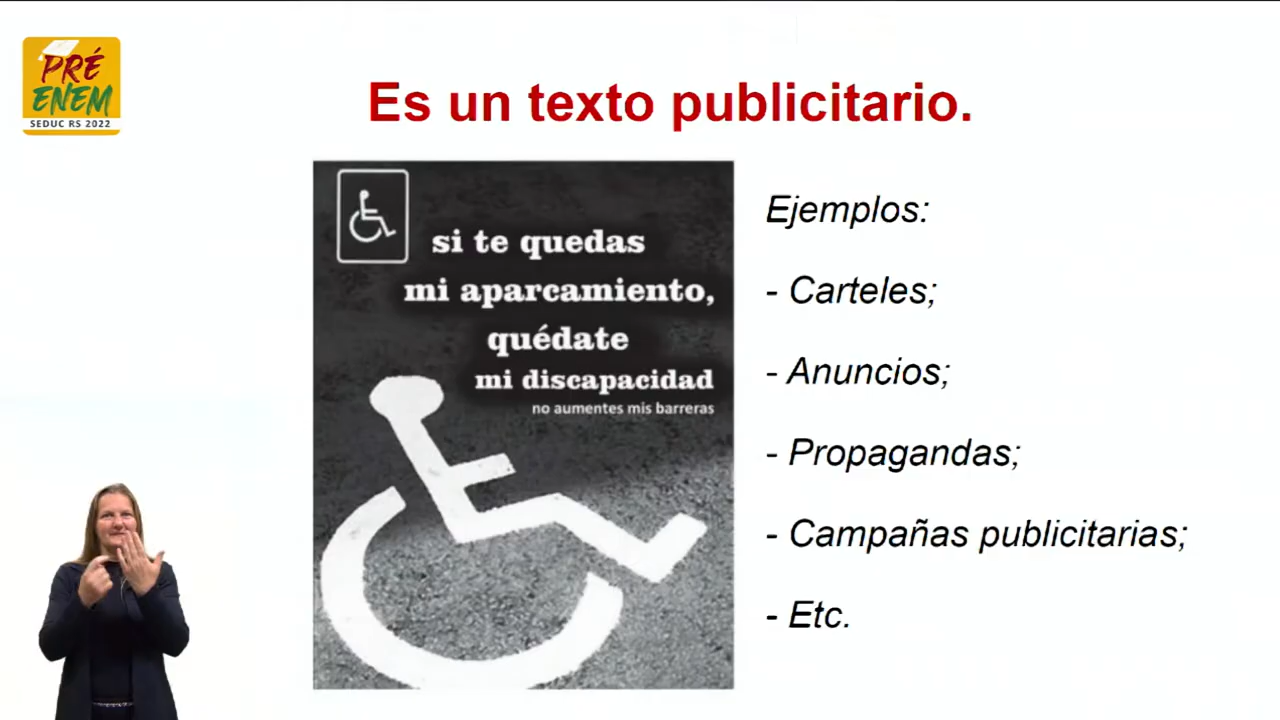 PRÉ
ENEM
SEDUC RS 2022
Es un texto publicitario.
si te quedas
mi aparcamiento,
quédate
mi discapacidad
no aumentes mis barreras
Ejemplos:
- Carteles;
- Anuncios;
- Propagandas;
- Campañas publicitarias;
- Etc.